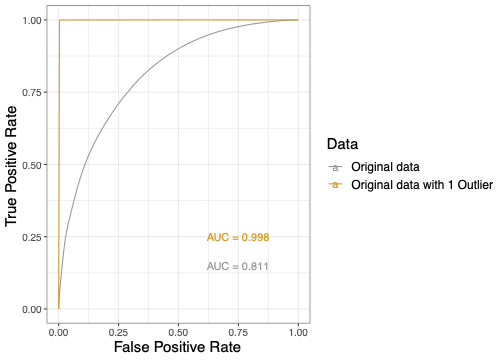 1.00
0.75
0.50
0.25
0.00
True Positive Rate
AUC = 0.998
AUC = 0.811
0.00 0.25 0.50 0.75 1.00
False Positive Rate
Data
a Original data
a Original data with 1 Outlier